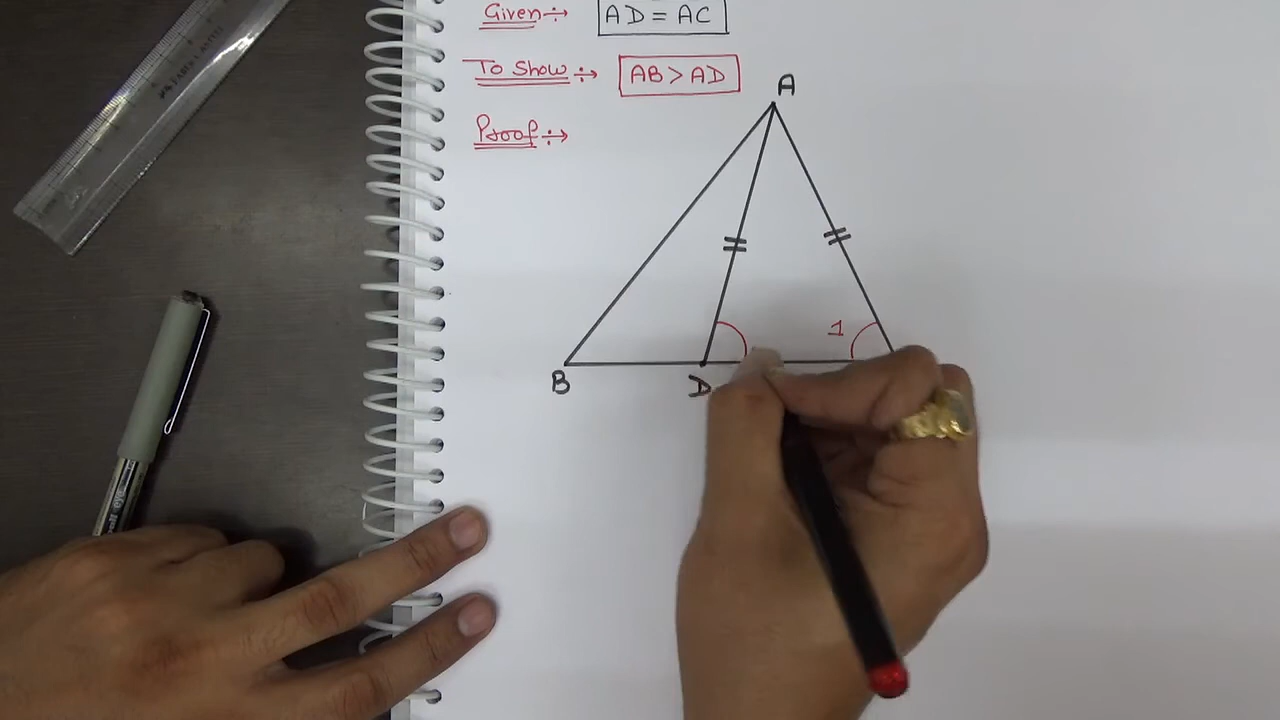 Given÷→ AD = AC
To Show÷→ AB > AD
A
Proof÷→
1
B D